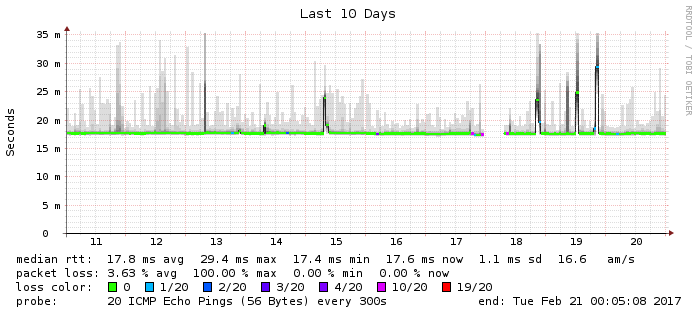 Last 10 Days
RRDTOOL / TOBI OETIKER
Seconds
35 m
30 m
25 m
20 m
15 m
10 m
5 m
0
11 12 13 14 15 16 17 18 19 20
median rtt: 17.8 ms avg 29.4 ms max 17.4 ms min 17.6 ms now 1.1 ms sd 16.6 am/s
packet loss: 3.63 % avg 100.00 % max 0.00 % min 0.00 % now
loss color: 0 1/20 2/20 3/20 4/20 10/20 19/20
probe: 20 ICMP Echo Pings (56 Bytes) every 300s end: Tue Feb 21 00:05:08 2017